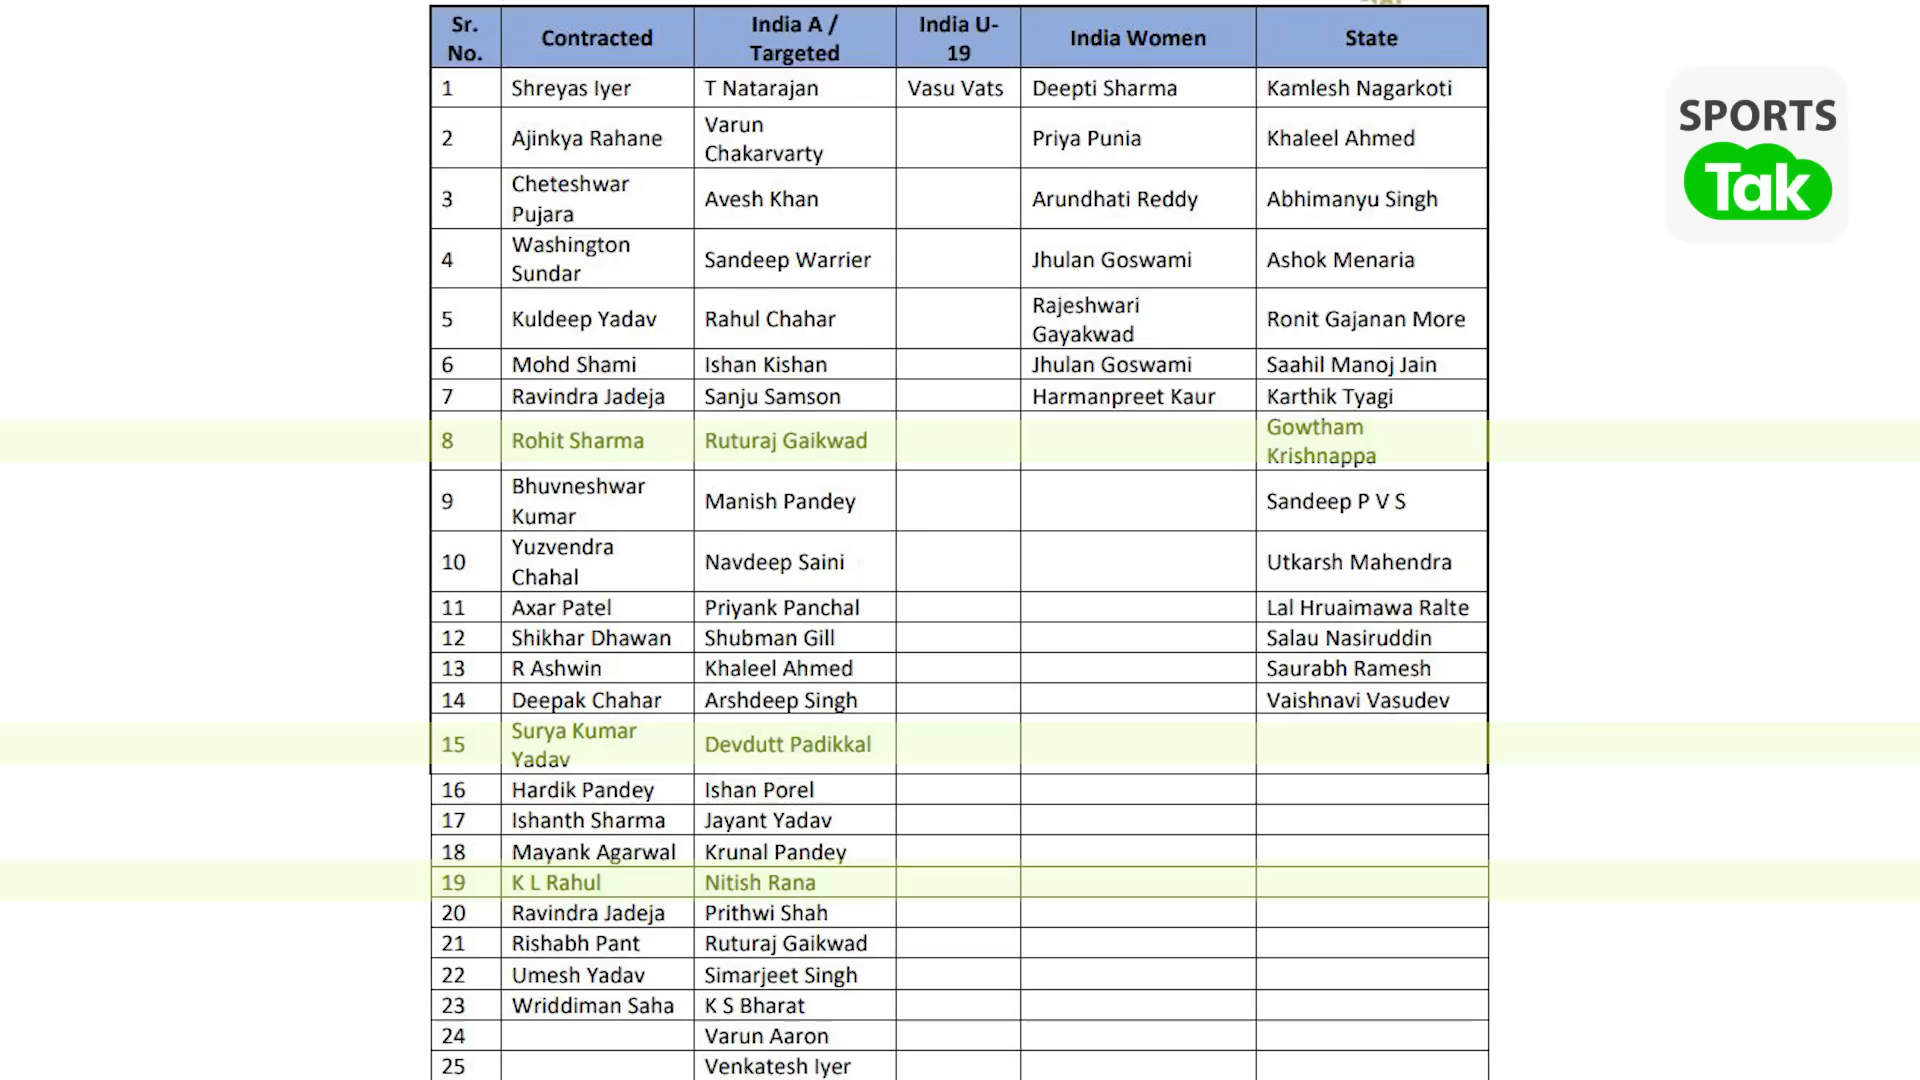 Sr. No. Contracted India A / Targeted India U-19 India Women State
1 Shreyas Iyer T Natarajan Vasu Vats Deepti Sharma Kamlesh Nagarkoti
2 Ajinkya Rahane Varun Chakarvarty Priya Punia Khaleel Ahmed
3 Cheteshwar Pujara Avesh Khan Arundhati Reddy Abhimanyu Singh
4 Washington Sundar Sandeep Warrier Jhulan Goswami Ashok Menaria
5 Kuldeep Yadav Rahul Chahar Rajeshwari Gayakwad Ronit Gajanan More
6 Mohd Shami Ishan Kishan Jhulan Goswami Saahil Manoj Jain
7 Ravindra Jadeja Sanju Samson Harmanpreet Kaur Karthik Tyagi
8 Rohit Sharma Ruturaj Gaikwad Gowtham Krishnappa
9 Bhuvneshwar Kumar Manish Pandey Sandeep P V S
10 Yuzvendra Chahal Navdeep Saini Utkarsh Mahendra
11 Axar Patel Priyank Panchal Lal Hruaimawa Ralte
12 Shikhar Dhawan Shubman Gill Salau Nasiruddin
13 R Ashwin Khaleel Ahmed Saurabh Ramesh
14 Deepak Chahar Arshdeep Singh Vaishnavi Vasudev
15 Surya Kumar Yadav Devdutt Padikkal
16 Hardik Pandey Ishan Porel
17 Ishanth Sharma Jayant Yadav
18 Mayank Agarwal Krunal Pandey
19 K L Rahul Nitish Rana
20 Ravindra Jadeja Prithwi Shah
21 Rishabh Pant Ruturaj Gaikwad
22 Umesh Yadav Simarjeet Singh
23 Wriddiman Saha K S Bharat
24 Varun Aaron
25 Venkatesh Iyer
SPORTS
Tak